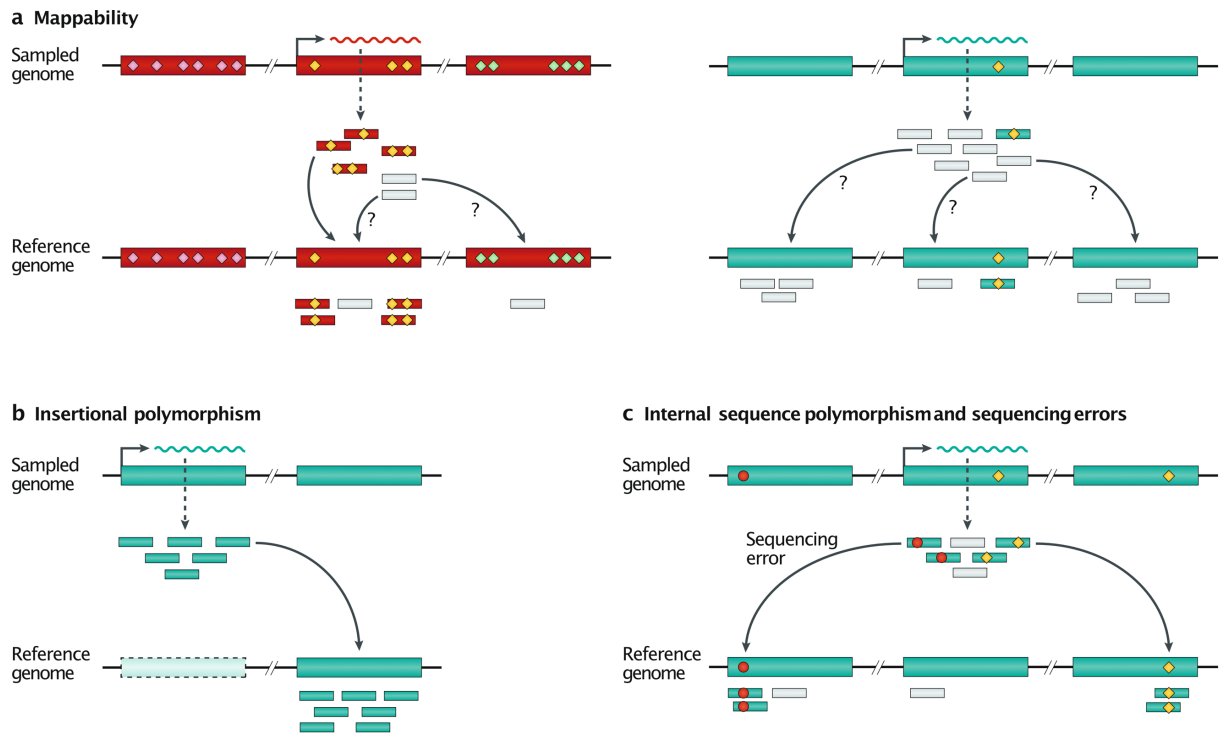 a Mappability
Sampled
genome
?
?
?
?
?
Reference
genome
b Insertional polymorphism
Sampled
genome
Reference
genome
c Internal sequence polymorphism and sequencing errors
Sampled
genome
Sequencing
error
Reference
genome